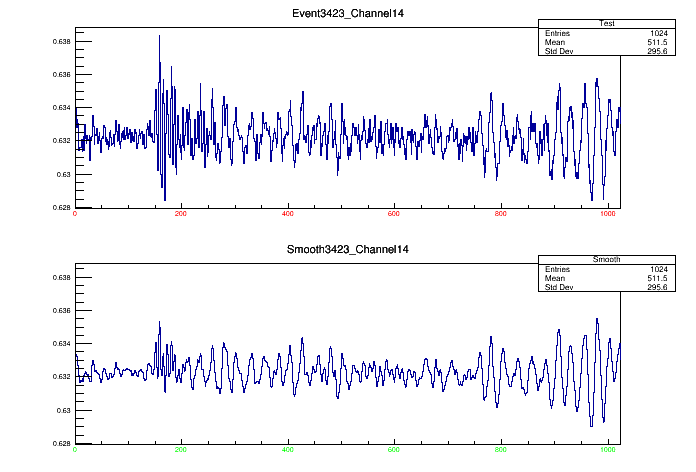 Event3423_Channel14
Test
Entries 1024
Mean 511.5
Std Dev 295.6
0.638
0.636
0.634
0.632
0.63
0.628
0 200 400 600 800 1000
Smooth3423_Channel14
Smooth
Entries 1024
Mean 511.5
Std Dev 295.6
0.638
0.636
0.634
0.632
0.63
0.628
0 200 400 600 800 1000